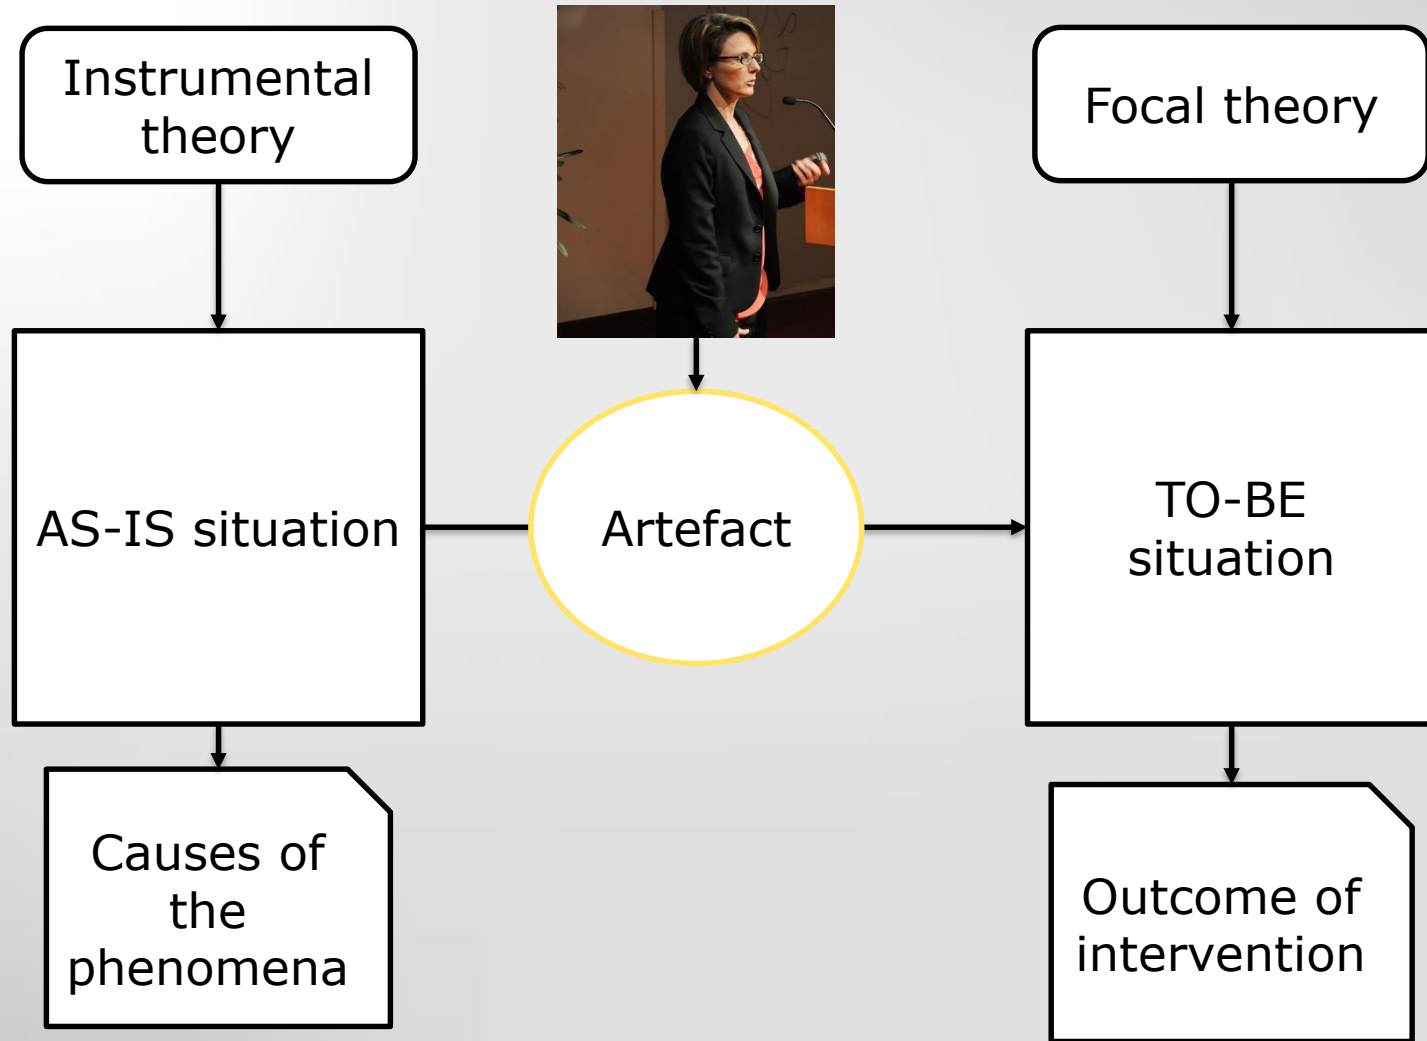 Instrumental
theory
Focal theory
AS-IS situation
Artefact
TO-BE
situation
Causes of
the
phenomena
Outcome of
intervention